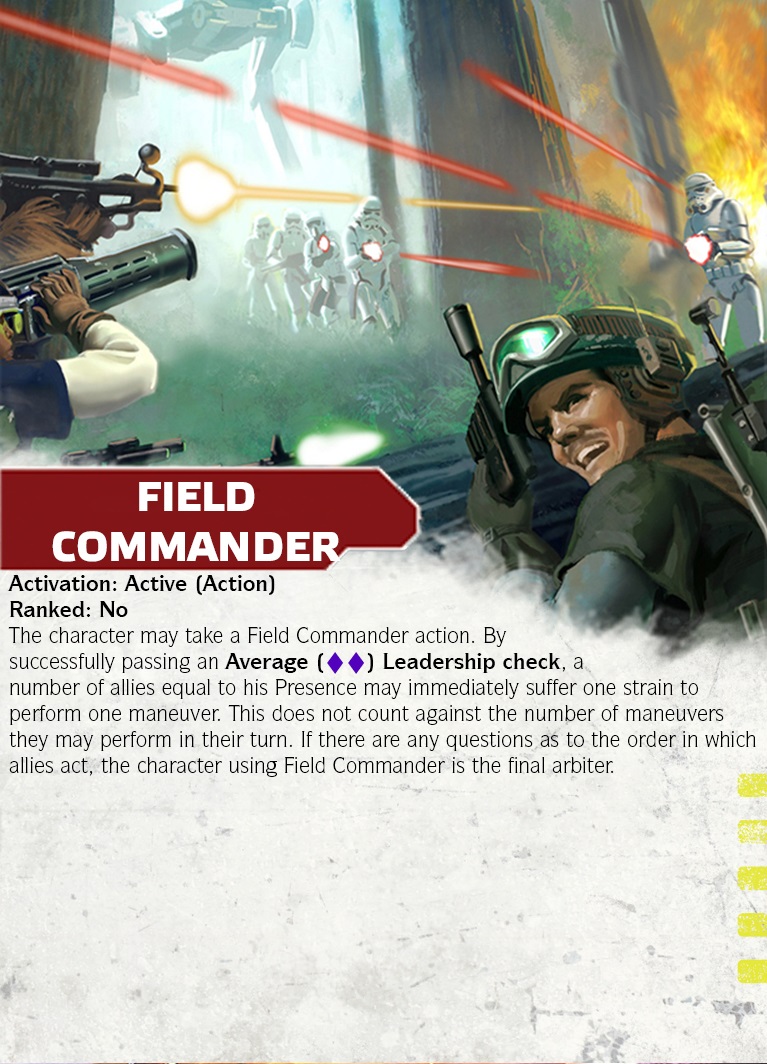 FIELD
COMMANDER
Activation: Active (Action)
Ranked: No
The character may take a Field Commander action. By
successfully passing an Average (♦♦) Leadership check, a
number of allies equal to his Presence may immediately suffer one strain to
perform one maneuver. This does not count against the number of maneuvers
they may perform in their turn. If there are any questions as to the order in which
allies act, the character using Field Commander is the final arbiter.